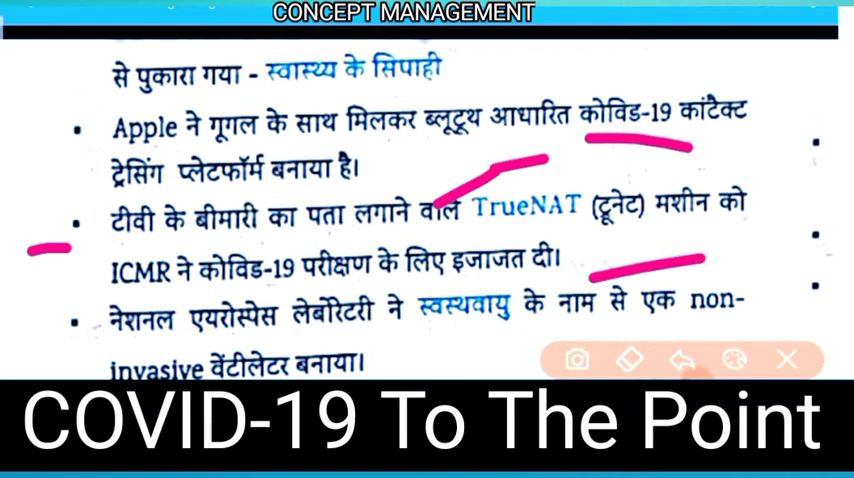 CONCEPT MANAGEMENT
से पुकारा गया - स्वास्थ्य के सिपाही
▪ Apple ने गूगल के साथ मिलकर ब्लूटूथ आधारित कोविड-19 कांटैक्ट
ट्रेसिंग प्लेटफॉर्म बनाया है।
▪ टीवी के बीमारी का पता लगाने वाले TrueNAT (ट्रूनेट) मशीन को
ICMR ने कोविड-19 परीक्षण के लिए इजाजत दी।
▪ नेशनल एयरोस्पेस लेबोरेटरी ने स्वस्थवायु के नाम से एक non-
invasive वेंटीलेटर बनाया।
COVID-19 To The Point